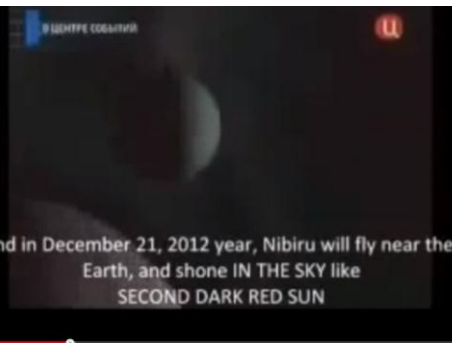 В ЦЕНТРЕ СОБЫТИЙ
nd in December 21, 2012 year, Nibiru will fly near the
Earth, and shone IN THE SKY like
SECOND DARK RED SUN